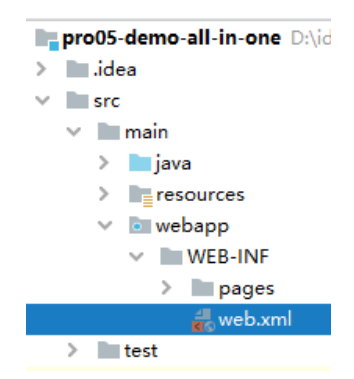 pro05-demo-all-in-one D:\id
.idea
src
main
java
resources
webapp
WEB-INF
pages
web.xml
test